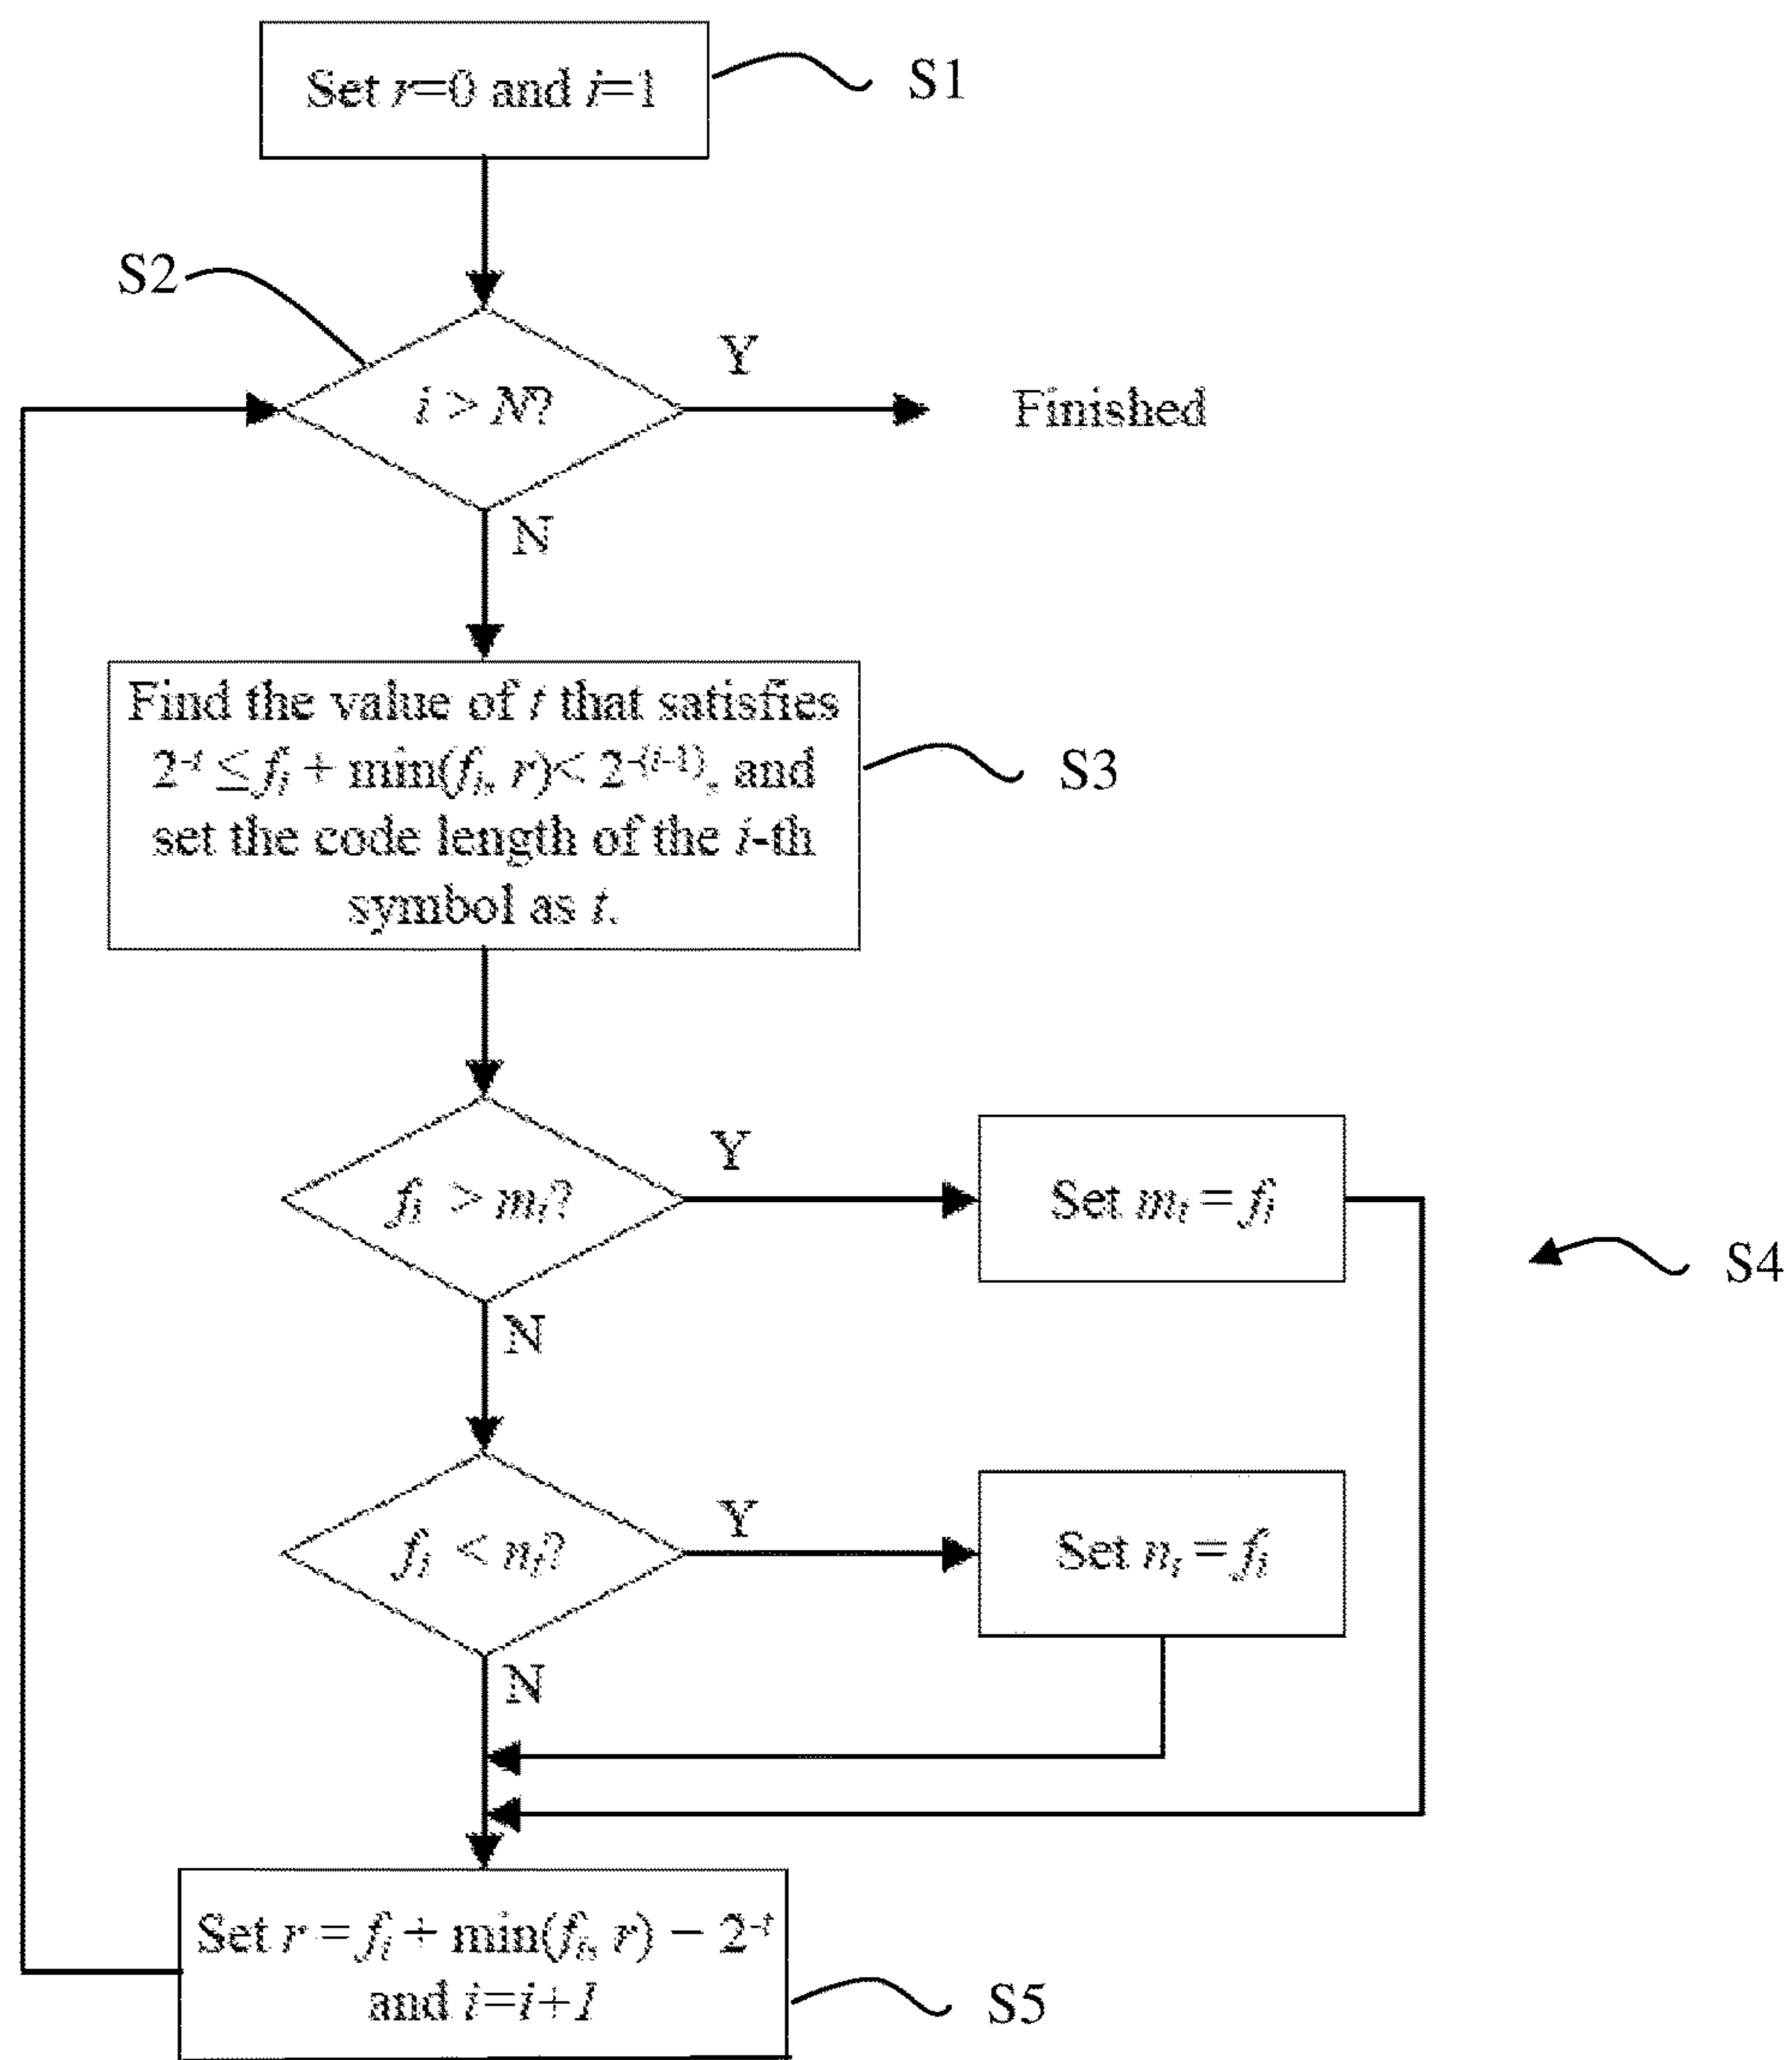 Set r=0 and i=1
S1
S2
i > N?
Y
Finished
N
Find the value of t that satisfies
2^-t ≤ f_i + min(f_i, r)< 2^-(t-1), and
set the code length of the i-th
symbol as t.
S3
f_i > m_t?
Y
Set m_t = f_i
S4
N
f_i < n_t?
Y
Set n_t = f_i
N
Set r = f_i + min(f_i, r) − 2^-t
and i=i+1
S5